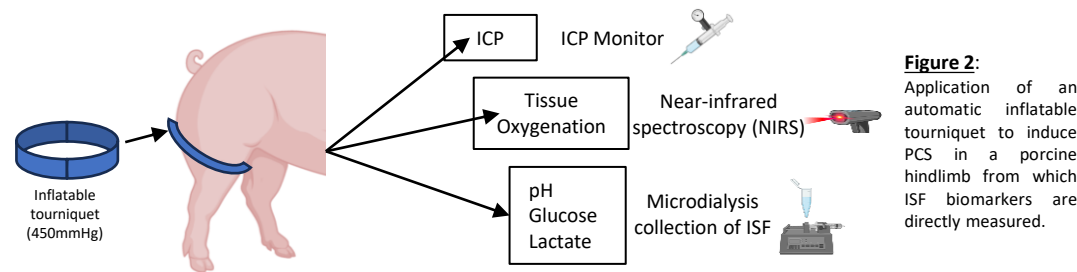 Inflatable
tourniquet
(450mmHg)
ICP
ICP Monitor
Tissue
Oxygenation
Near-infrared
spectroscopy (NIRS)
pH
Glucose
Lactate
Microdialysis
collection of ISF
Figure 2:
Application of an
automatic inflatable
tourniquet to induce
PCS in a porcine
hindlimb from which
ISF biomarkers are
directly measured.